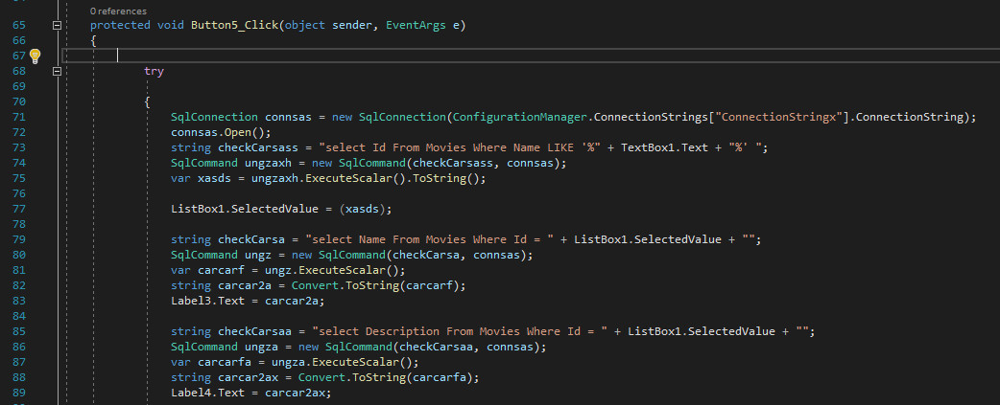 0 references
65 protected void Button5_Click(object sender, EventArgs e)
66 {
67
68 try
69
70 {
71 SqlConnection connsas = new SqlConnection(ConfigurationManager.ConnectionStrings["ConnectionStringx"].ConnectionString);
72 connsas.Open();
73 string checkCarsass = "select Id From Movies Where Name LIKE '%" + TextBox1.Text + "%' ";
74 SqlCommand ungzaxh = new SqlCommand(checkCarsass, connsas);
75 var xasds = ungzaxh.ExecuteScalar().ToString();
76
77 ListBox1.SelectedValue = (xasds);
78
79 string checkCarsa = "select Name From Movies Where Id = " + ListBox1.SelectedValue + "";
80 SqlCommand ungz = new SqlCommand(checkCarsa, connsas);
81 var carcarf = ungz.ExecuteScalar();
82 string carcar2a = Convert.ToString(carcarf);
83 Label3.Text = carcar2a;
84
85 string checkCarsaa = "select Description From Movies Where Id = " + ListBox1.SelectedValue + "";
86 SqlCommand ungza = new SqlCommand(checkCarsaa, connsas);
87 var carcarfa = ungza.ExecuteScalar();
88 string carcar2ax = Convert.ToString(carcarfa);
89 Label4.Text = carcar2ax;